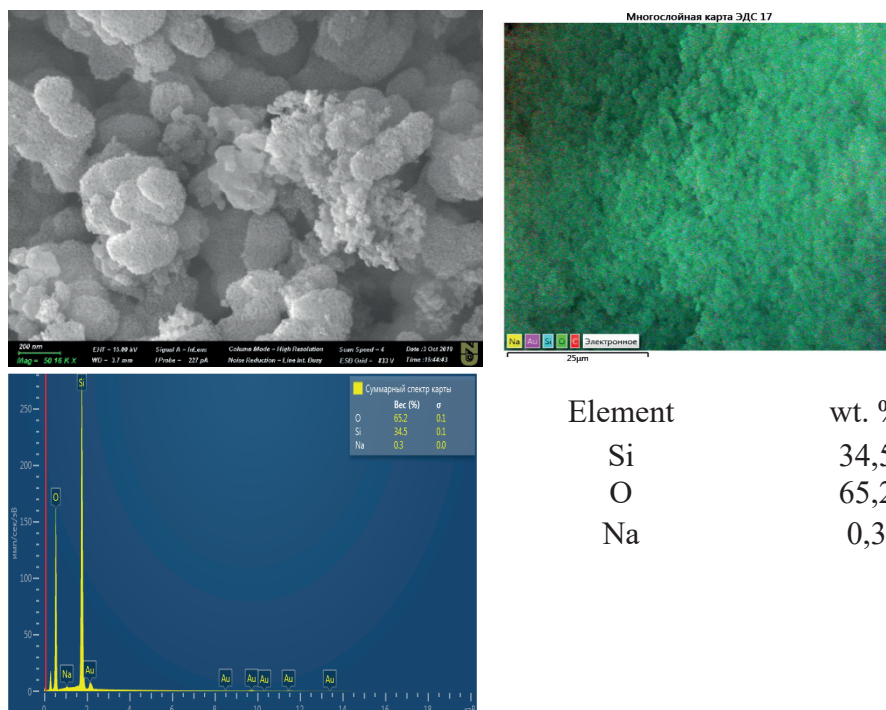 Многослойная карта ЭДС 17
200 nm
Mag = 50.16 K X
EHT = 15.00 kV
WD = 3.7 mm
Signal A = InLens
I Probe = 227 pA
Column Mode = High Resolution
Noise Reduction = Line Int. Busy
Scan Speed = 4
ESB Grid = 833 V
Date :3 Oct 2019
Time :15:44:43
Na Au Si O C Электронное
25µm
Суммарный спектр карты
Вес (%) σ
O 65.2 0.1
Si 34.5 0.1
Na 0.3 0.0
имп/сек/эВ
250
200
150
100
50
0
Si
O
Na
Au
Au
Au
Au
Au
Au
0 2 4 6 8 10 12 14 16 18 кэВ
Element wt. %
Si 34,5
O 65,2
Na 0,3